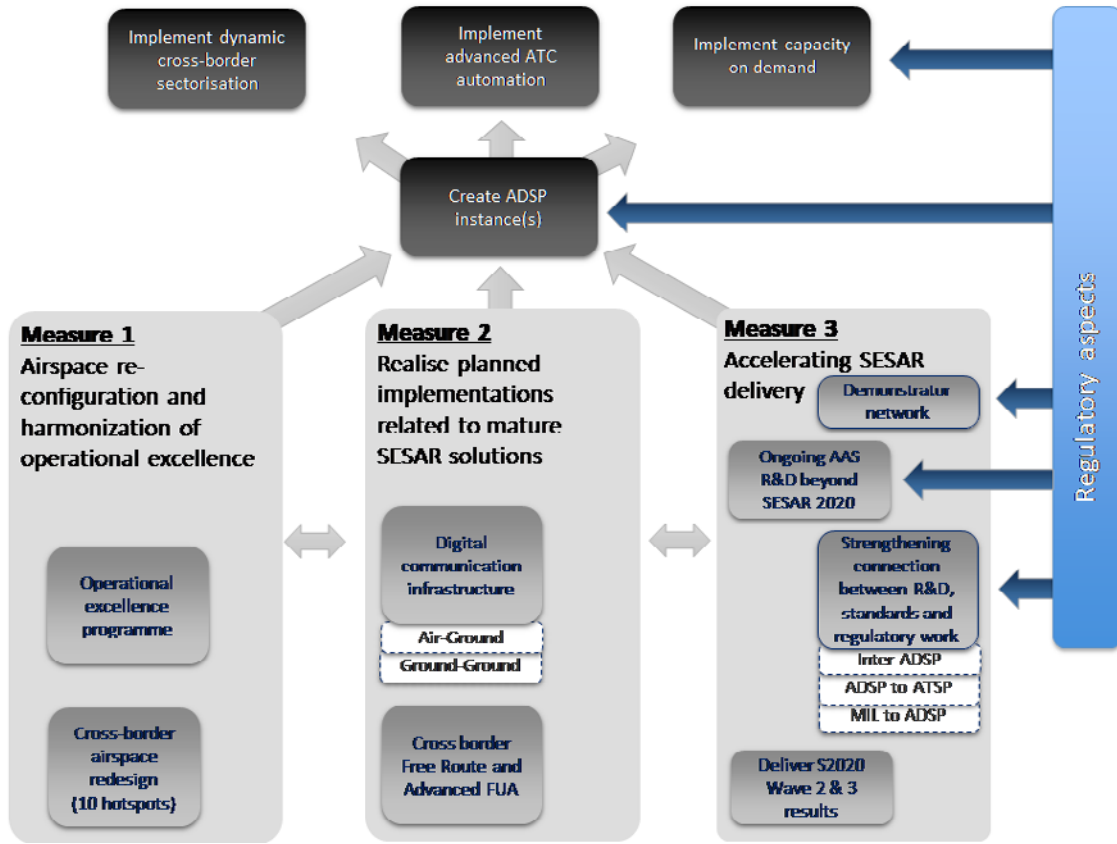 Implement dynamic
cross-border
sectorisation
Implement
advanced ATC
automation
Implement capacity
on demand
Create ADSP
instance(s)
Regulatory aspects
Measure 1
Airspace re-
configuration and
harmonization of
operational excellence
Operational
excellence
programme
Cross-border
airspace
redesign
(10 hotspots)
Measure 2
Realise planned
implementations
related to mature
SESAR solutions
Digital
communication
infrastructure
Air-Ground
Ground-Ground
Cross border
Free Route and
Advanced FUA
Measure 3
Accelerating SESAR
delivery
Demonstrator
network
Ongoing AAS
R&D beyond
SESAR 2020
Strengthening
connection
between R&D,
standards and
regulatory work
Inter ADSP
ADSP to ATSP
MIL to ADSP
Deliver S2020
Wave 2 & 3
results